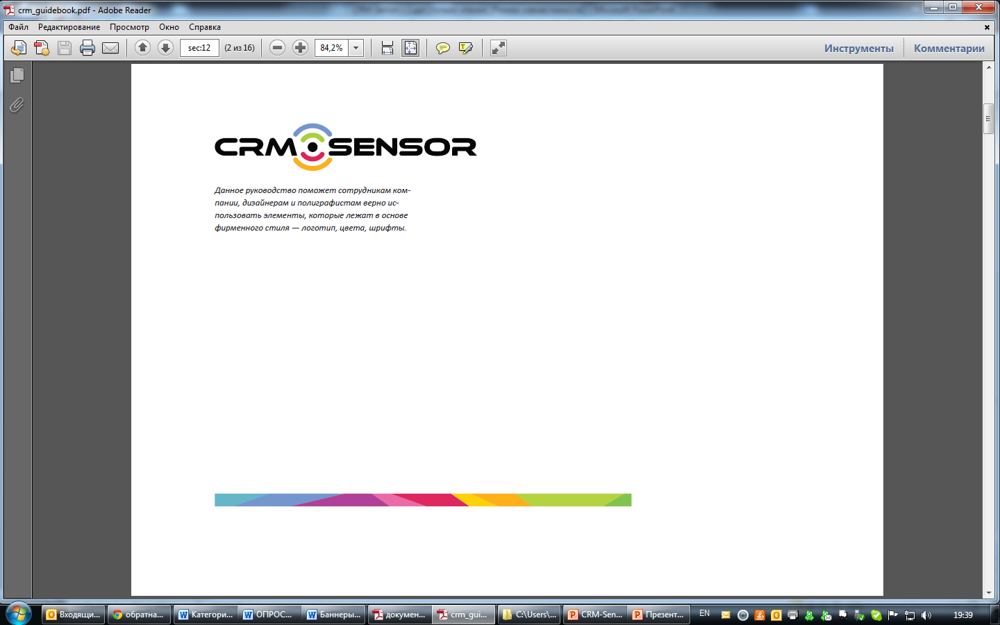 crm_guidebook.pdf - Adobe Reader
Файл Редактирование Просмотр Окно Справка
sec:12 (2 из 16) 84,2% Инструменты Комментарии
CRM SENSOR
Данное руководство поможет сотрудникам ком-
пании, дизайнерам и полиграфистам верно ис-
пользовать элементы, которые лежат в основе
фирменного стиля — логотип, цвета, шрифты.
Входящи... обратна... Категори... ОПРОС... Баннеры... докумен... crm_gui... C:\Users\... CRM-Sen... Презент... EN 19:39